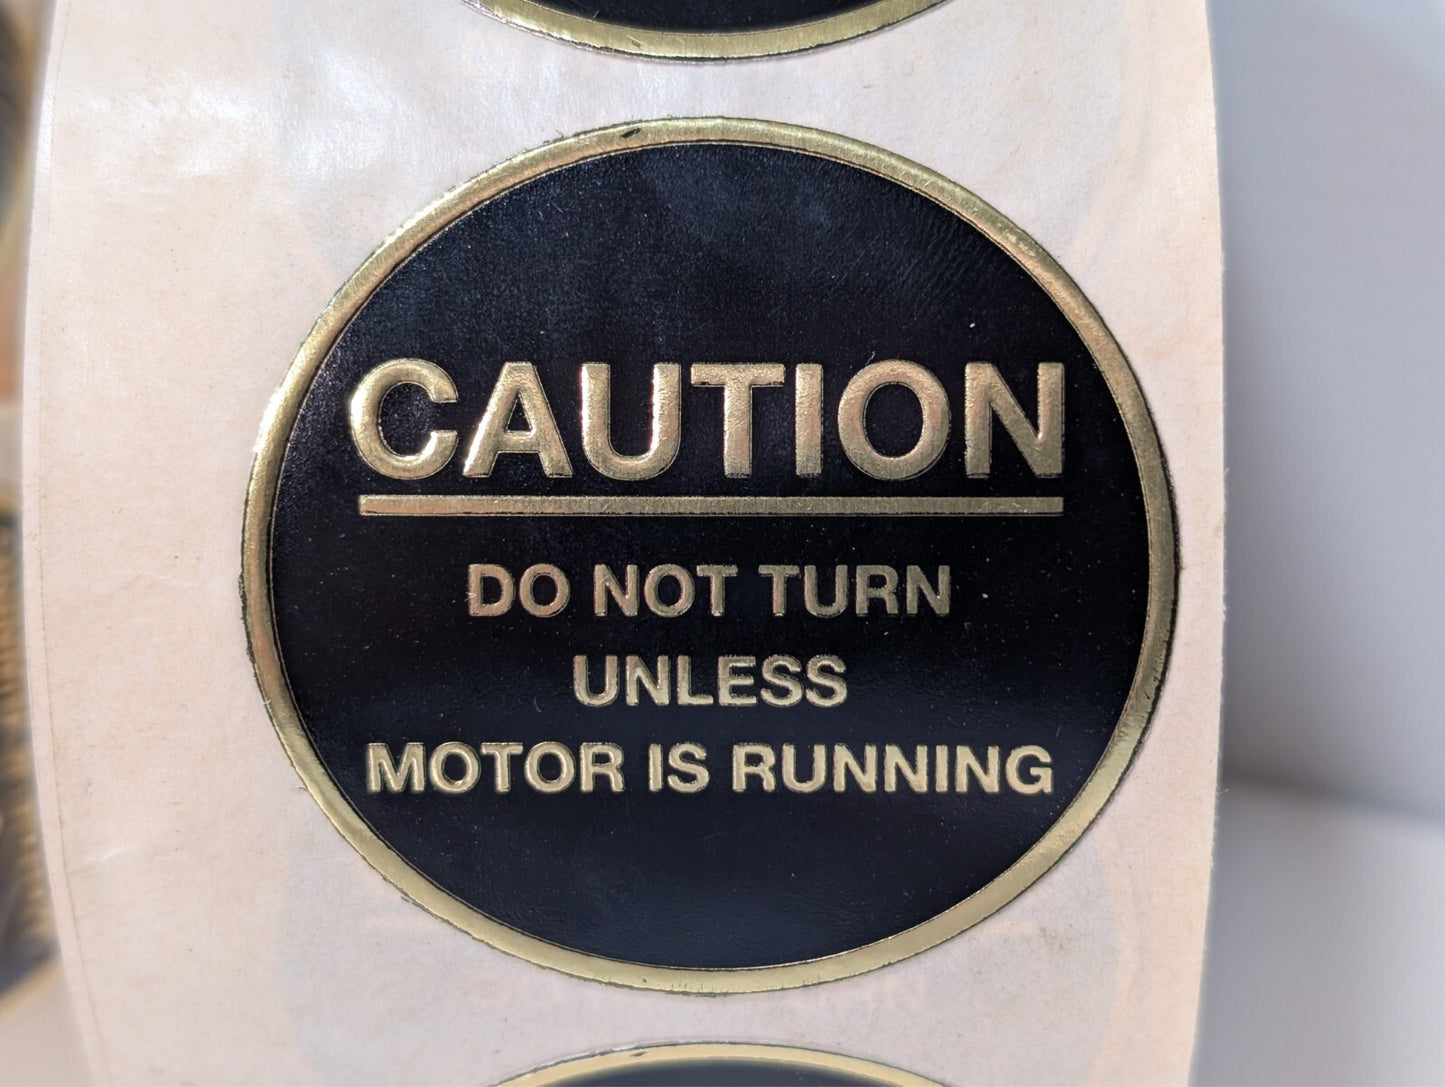 CAUTION
DO NOT TURN
UNLESS
MOTOR IS RUNNING